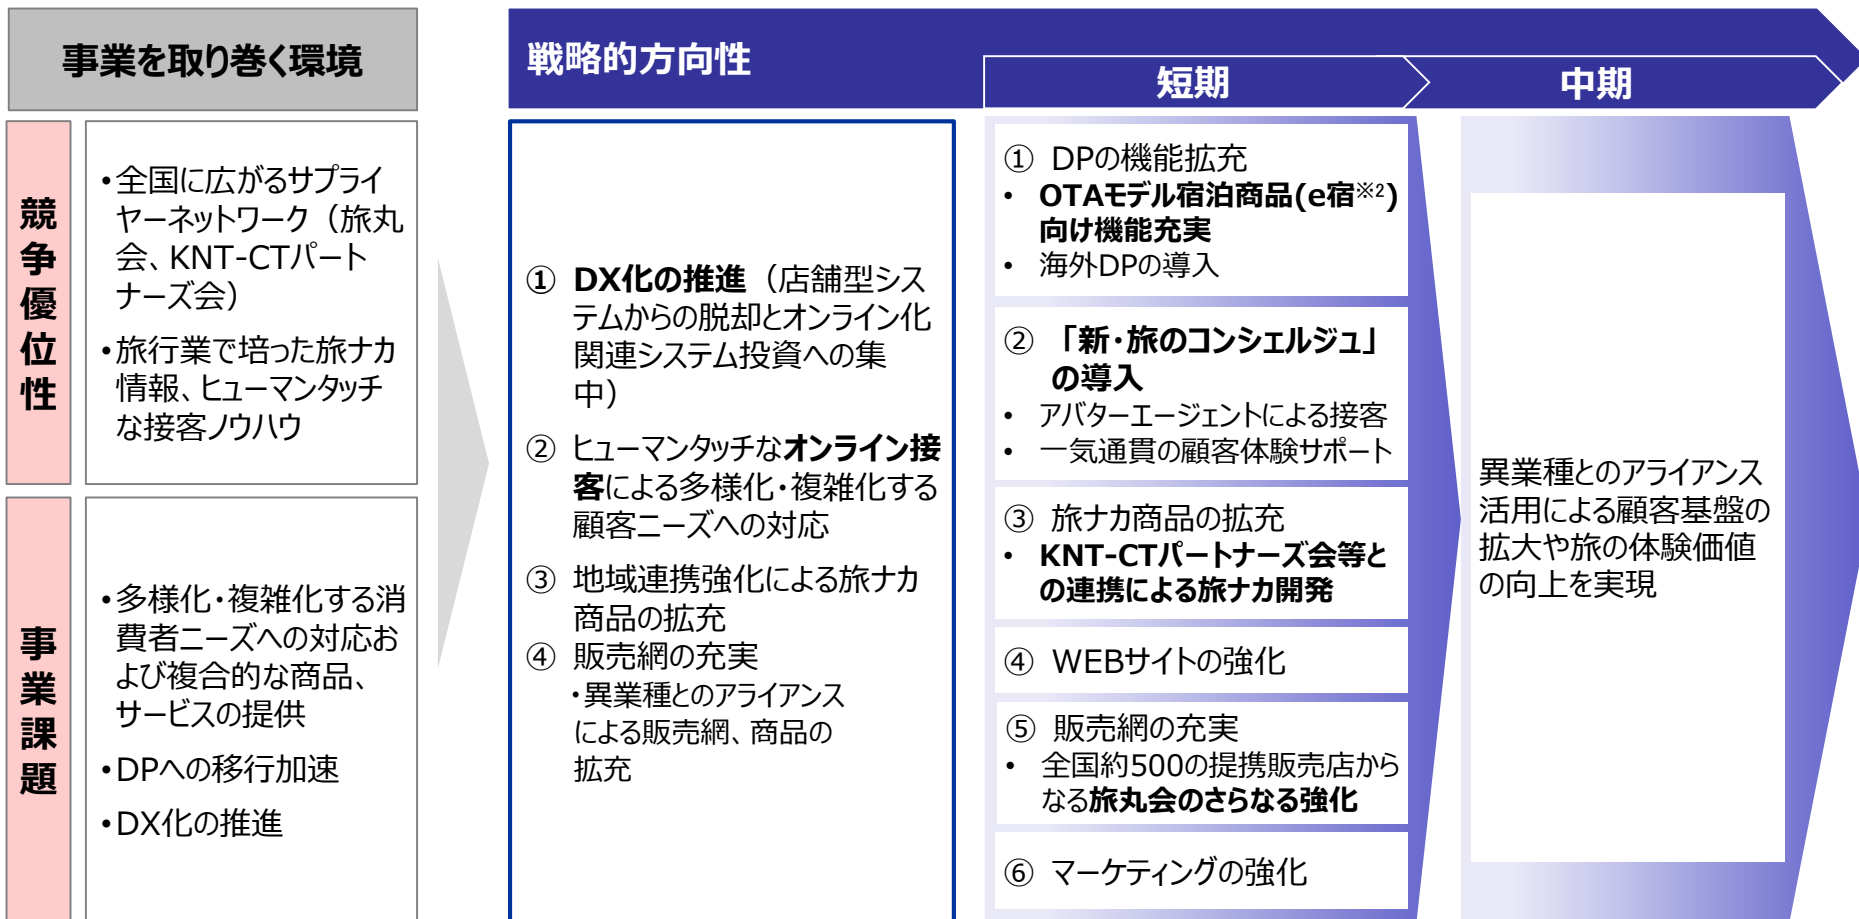 事業を取り巻く環境
戦略的方向性
短期
中期
競争優位性
•全国に広がるサプライ
ヤーネットワーク（旅丸
会、KNT-CTパート
ナーズ会）
•旅行業で培った旅ナカ
情報、ヒューマンタッチ
な接客ノウハウ
事業課題
•多様化・複雑化する消
費者ニーズへの対応お
よび複合的な商品、
サービスの提供
•DPへの移行加速
•DX化の推進
① DX化の推進（店舗型シス
テムからの脱却とオンライン化
関連システム投資への集
中）
② ヒューマンタッチなオンライン接
客による多様化・複雑化する
顧客ニーズへの対応
③ 地域連携強化による旅ナカ
商品の拡充
④ 販売網の充実
・異業種とのアライアンス
による販売網、商品の
拡充
① DPの機能拡充
• OTAモデル宿泊商品(e宿※2)
向け機能充実
• 海外DPの導入
② 「新・旅のコンシェルジュ」
の導入
• アバターエージェントによる接客
• 一気通貫の顧客体験サポート
③ 旅ナカ商品の拡充
• KNT-CTパートナーズ会等と
の連携による旅ナカ開発
④ WEBサイトの強化
⑤ 販売網の充実
• 全国約500の提携販売店から
なる旅丸会のさらなる強化
⑥ マーケティングの強化
異業種とのアライアンス
活用による顧客基盤の
拡大や旅の体験価値
の向上を実現